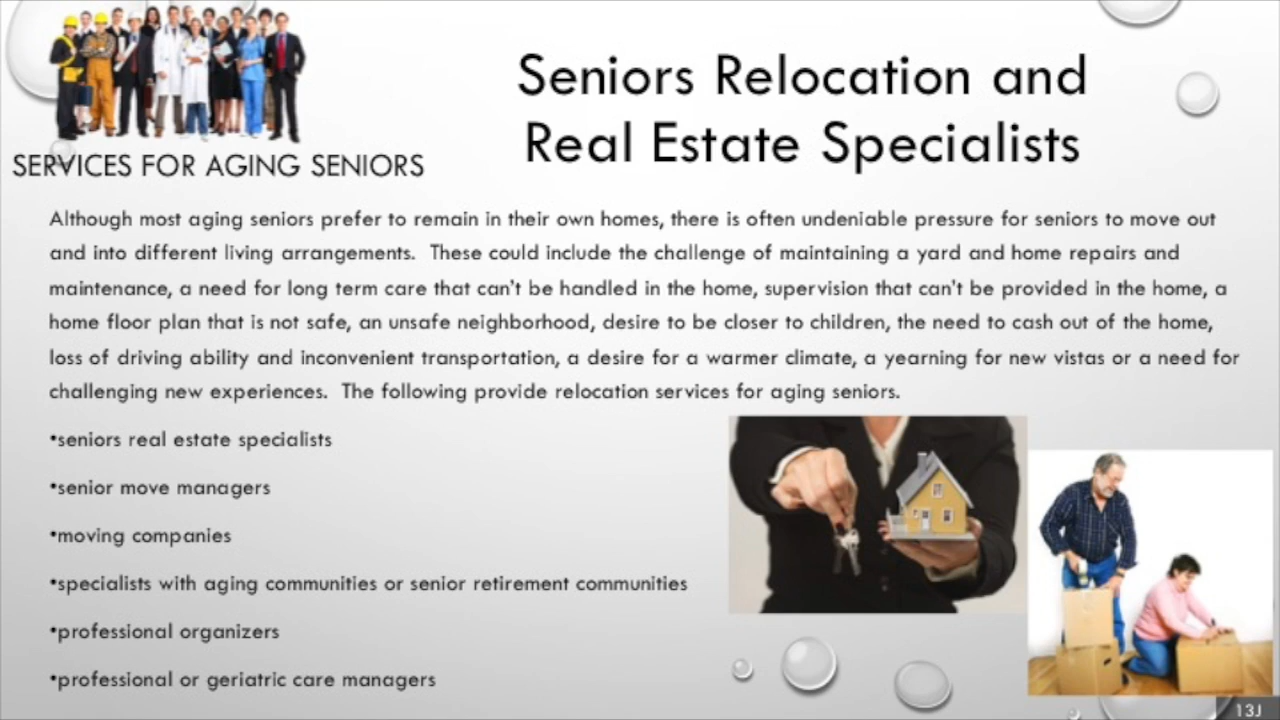 Seniors Relocation and
Real Estate Specialists
SERVICES FOR AGING SENIORS
Although most aging seniors prefer to remain in their own homes, there is often undeniable pressure for seniors to move out
and into different living arrangements.  These could include the challenge of maintaining a yard and home repairs and
maintenance, a need for long term care that can't be handled in the home, supervision that can't be provided in the home, a
home floor plan that is not safe, an unsafe neighborhood, desire to be closer to children, the need to cash out of the home,
loss of driving ability and inconvenient transportation, a desire for a warmer climate, a yearning for new vistas or a need for
challenging new experiences.  The following provide relocation services for aging seniors.
•seniors real estate specialists
•senior move managers
•moving companies
•specialists with aging communities or senior retirement communities
•professional organizers
•professional or geriatric care managers
13J